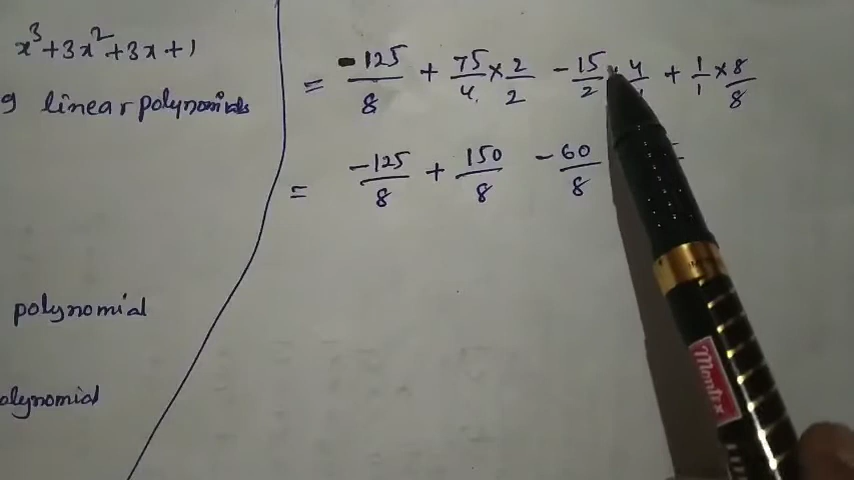 x³+3x²+3x+1
g linear polynomials
polynomial
olynomial
= -125/8 + 75/4 × 2/2 - 15/2 × 4/ + 1/1 × 8/8
= -125/8 + 150/8 - 60/8
Montex